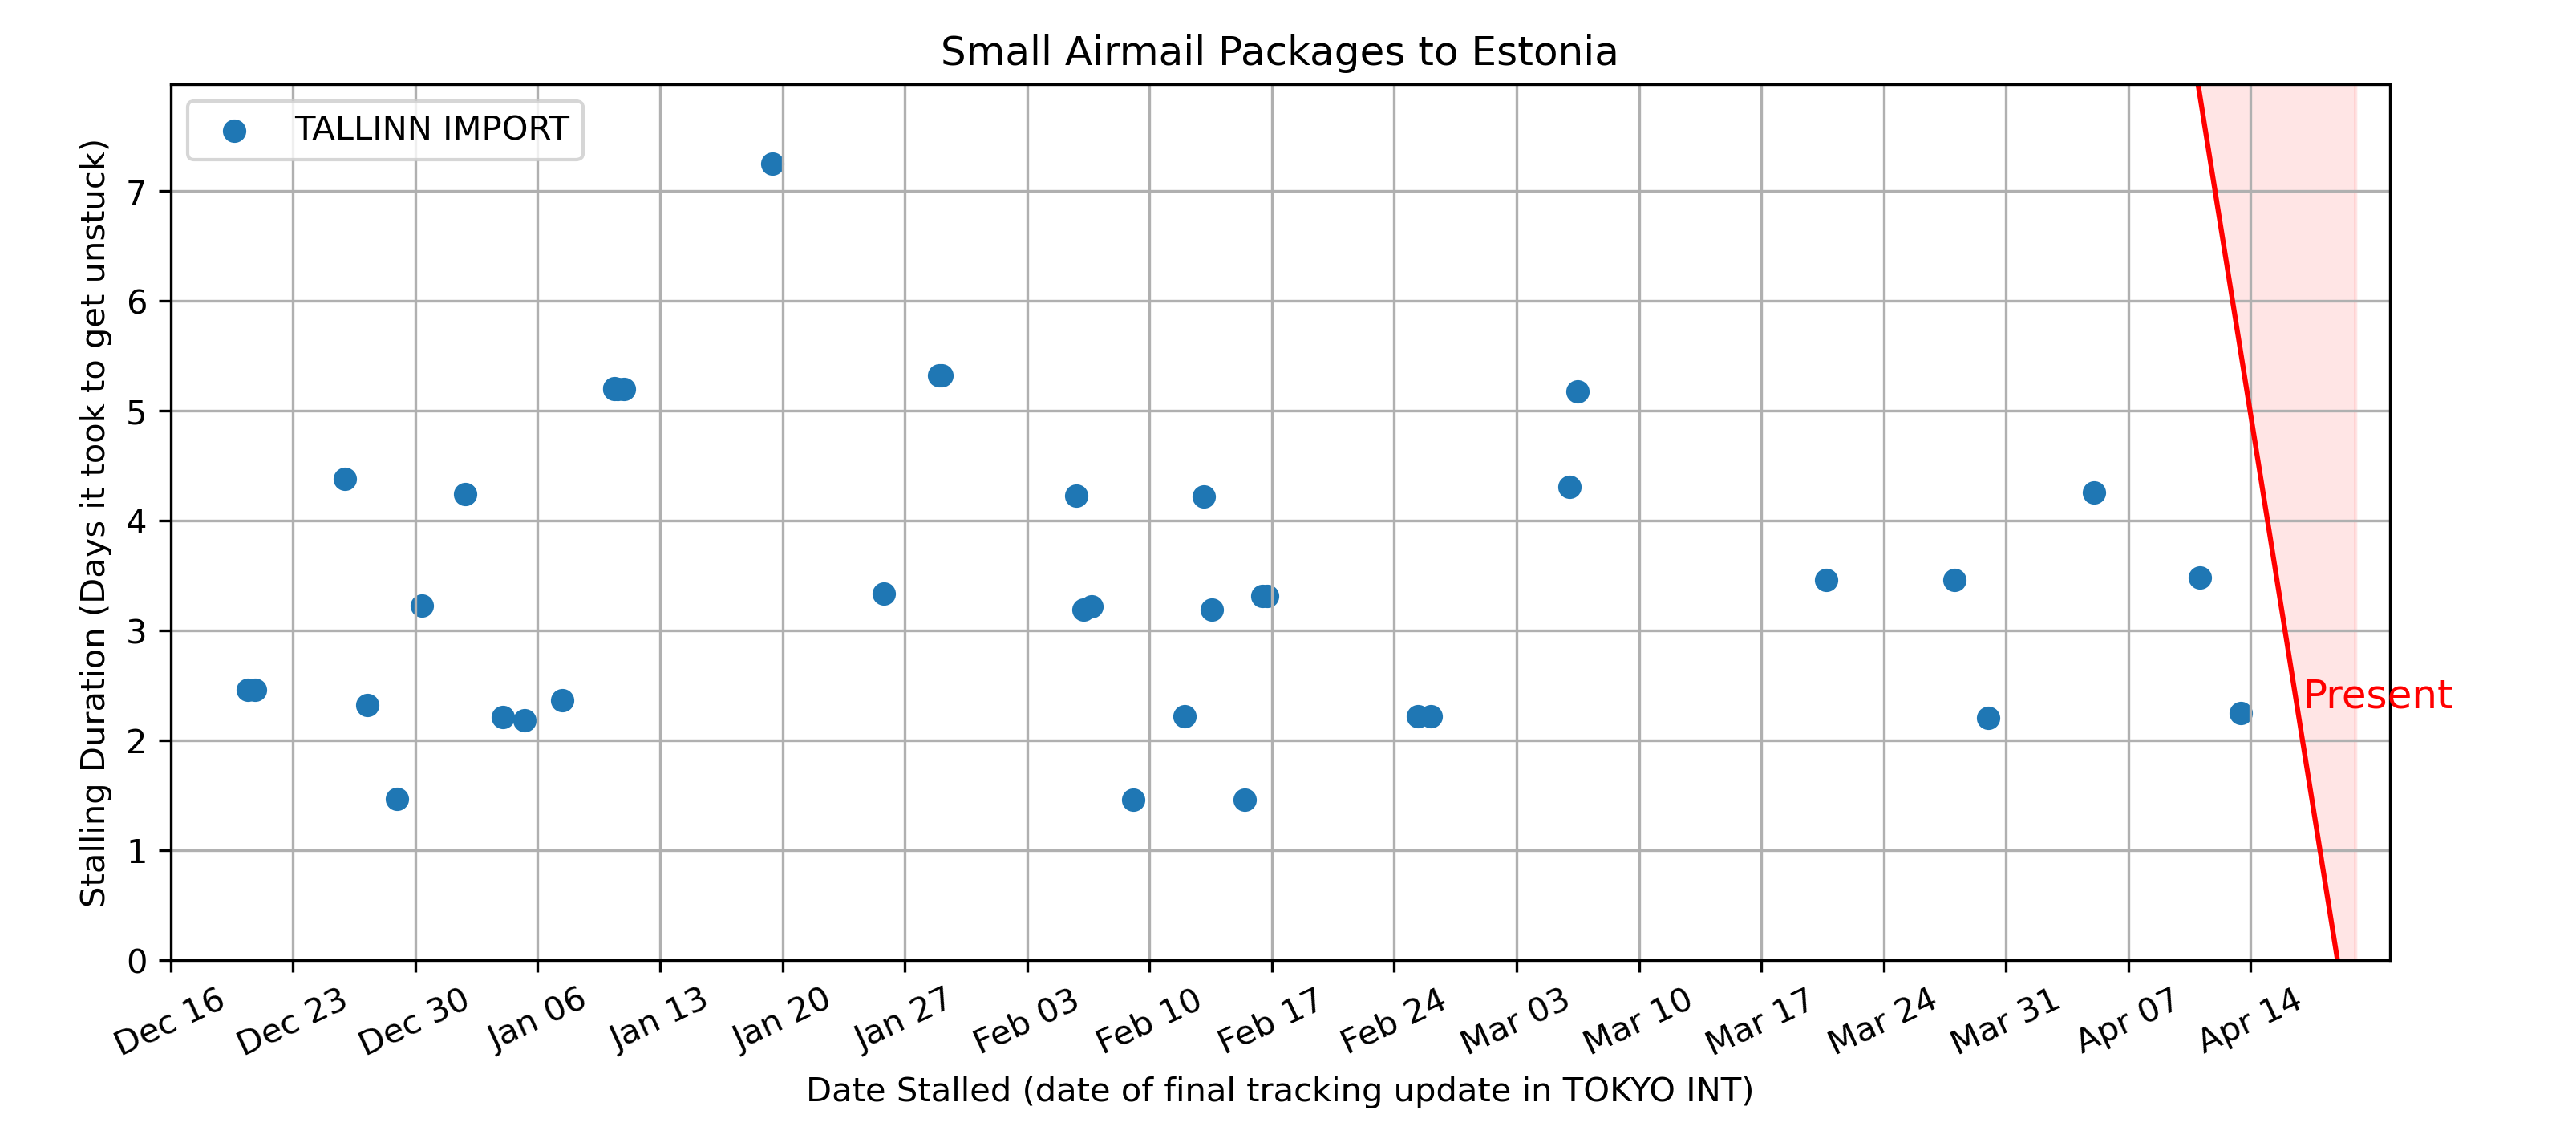 Small Airmail Packages to Estonia
TALLINN IMPORT
Stalling Duration (Days it took to get unstuck)
7
6
5
4
3
2
1
0
Present
Dec 16
Dec 23
Dec 30
Jan 06
Jan 13
Jan 20
Jan 27
Feb 03
Feb 10
Feb 17
Feb 24
Mar 03
Mar 10
Mar 17
Mar 24
Mar 31
Apr 07
Apr 14
Date Stalled (date of final tracking update in TOKYO INT)